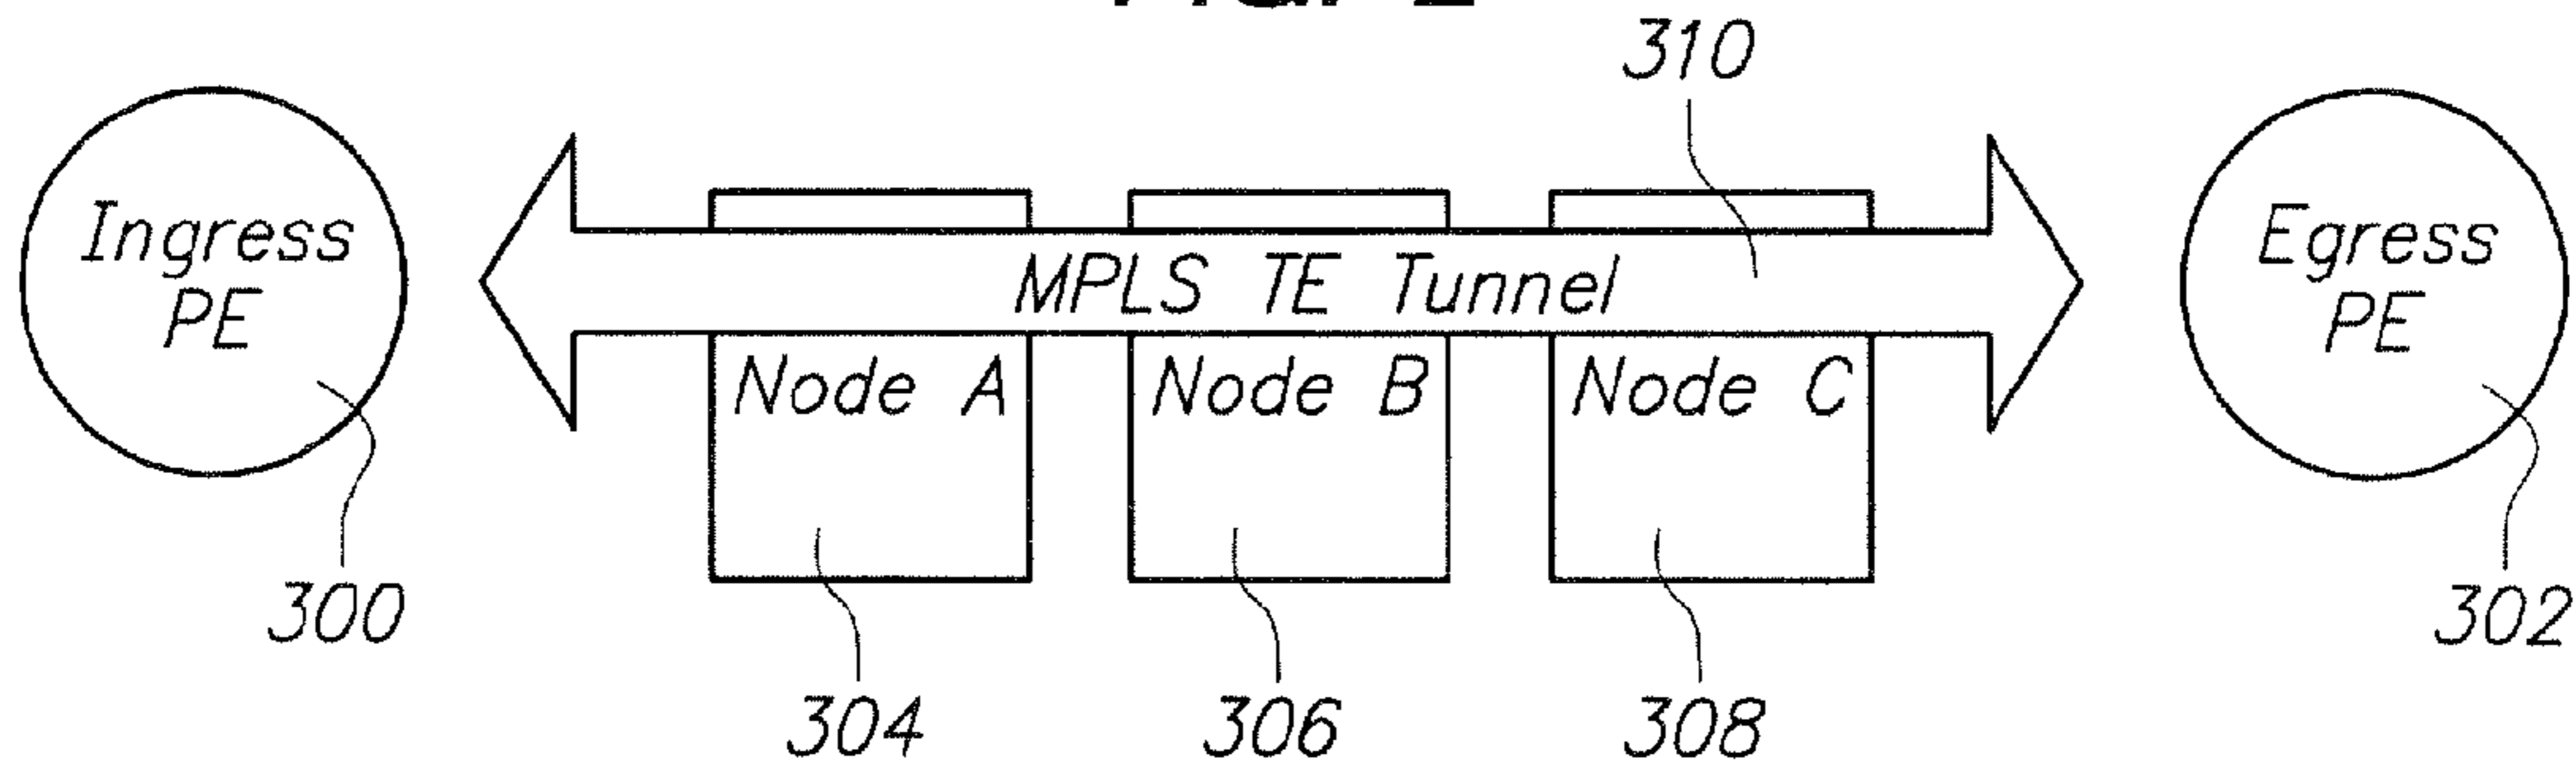 310
Ingress
PE
MPLS TE Tunnel
Egress
PE
Node A
Node B
Node C
300
302
304
306
308